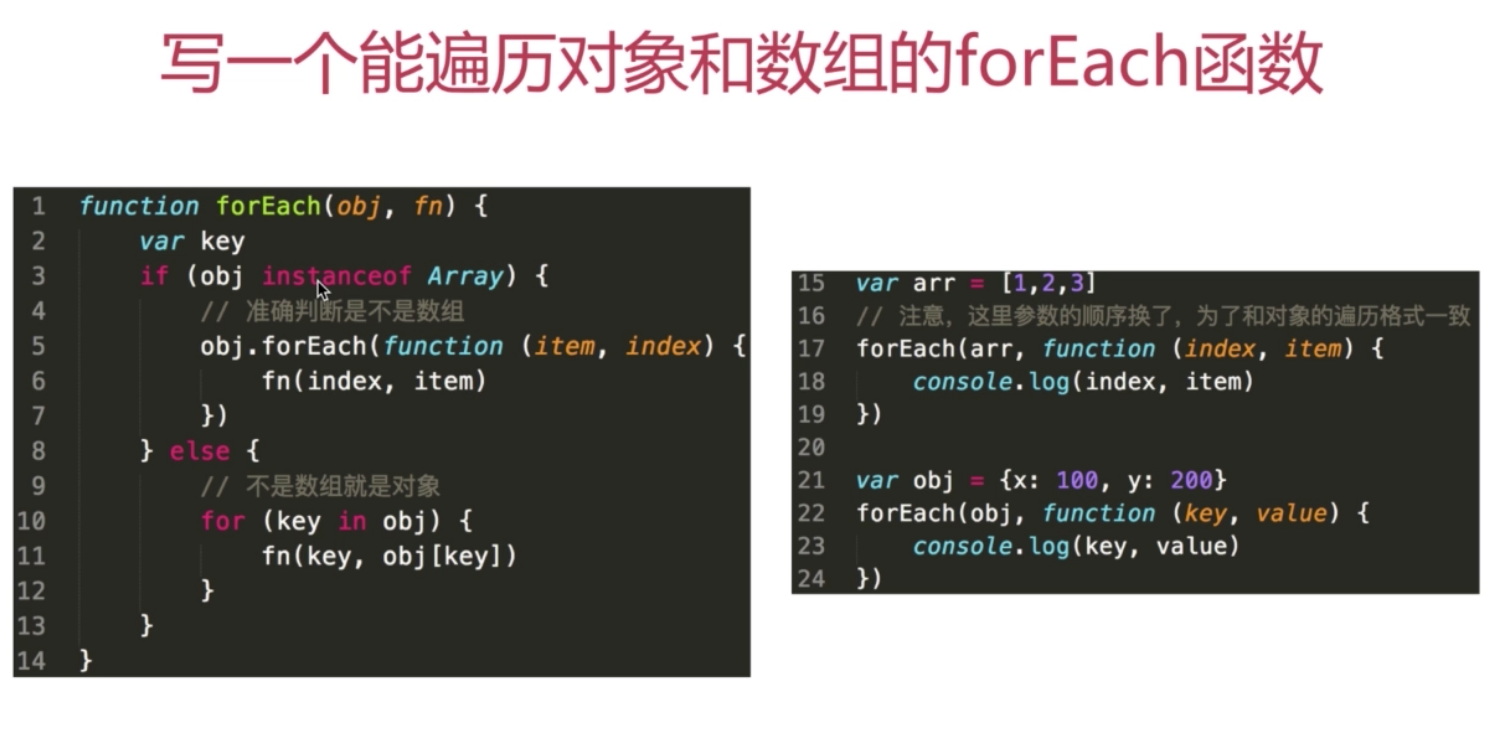 写一个能遍历对象和数组的forEach函数
1 function forEach(obj, fn) {
2 var key
3 if (obj instanceof Array) {
4 // 准确判断是不是数组
5 obj.forEach(function (item, index) {
6 fn(index, item)
7 })
8 } else {
9 // 不是数组就是对象
10 for (key in obj) {
11 fn(key, obj[key])
12 }
13 }
14 }
15 var arr = [1,2,3]
16 // 注意，这里参数的顺序换了，为了和对象的遍历格式一致
17 forEach(arr, function (index, item) {
18 console.log(index, item)
19 })
20
21 var obj = {x: 100, y: 200}
22 forEach(obj, function (key, value) {
23 console.log(key, value)
24 })